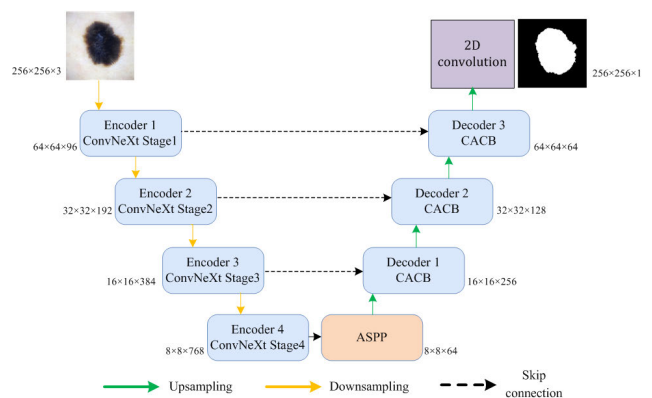 256×256×3
2D
convolution
256×256×1
Encoder 1
ConvNeXt Stage1
64×64×96
Decoder 3
CACB
64×64×64
Encoder 2
ConvNeXt Stage2
32×32×192
Decoder 2
CACB
32×32×128
Encoder 3
ConvNeXt Stage3
16×16×384
Decoder 1
CACB
16×16×256
Encoder 4
ConvNeXt Stage4
8×8×768
ASPP
8×8×64
Upsampling
Downsampling
Skip
connection